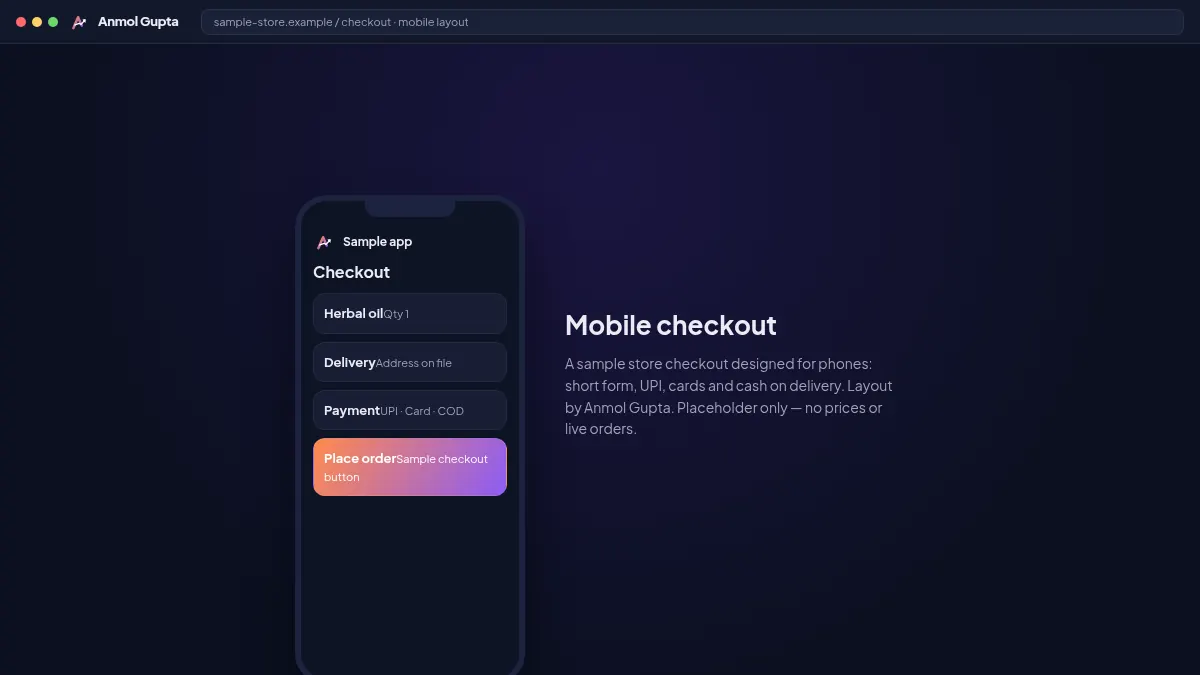 Anmol Gupta
sample-store.example / checkout · mobile layout
Sample app
Checkout
Herbal oilQty 1
DeliveryAddress on file
PaymentUPI · Card · COD
Place orderSample checkout
button
Mobile checkout
A sample store checkout designed for phones:
short form, UPI, cards and cash on delivery. Layout
by Anmol Gupta. Placeholder only — no prices or
live orders.